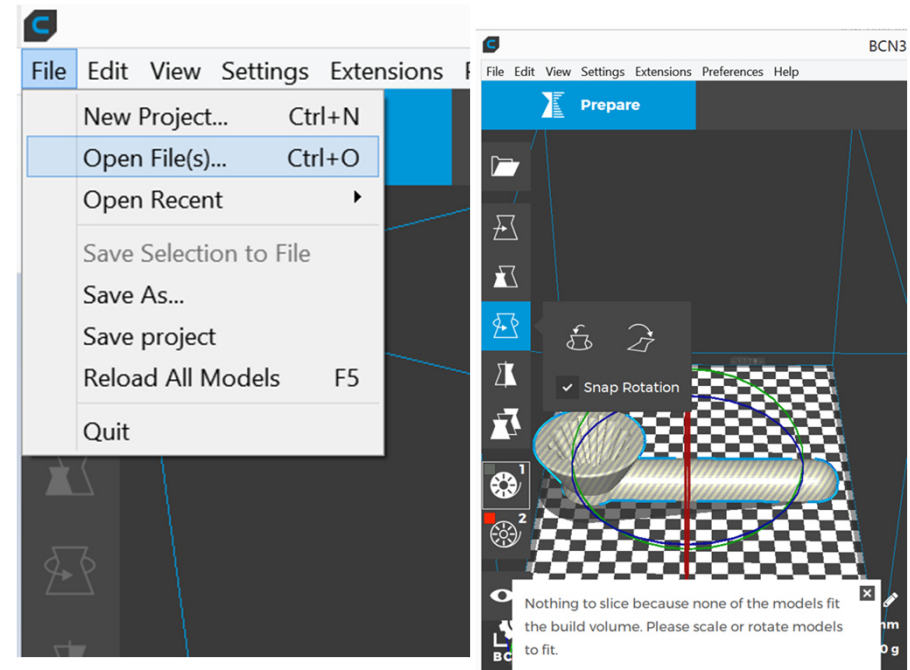 File Edit View Settings Extensions
New Project... Ctrl+N
Open File(s)... Ctrl+O
Open Recent
Save Selection to File
Save As...
Save project
Reload All Models F5
Quit
BCN3
File Edit View Settings Extensions Preferences Help
Prepare
Snap Rotation
1
2
Nothing to slice because none of the models fit
the build volume. Please scale or rotate models
to fit.
BC